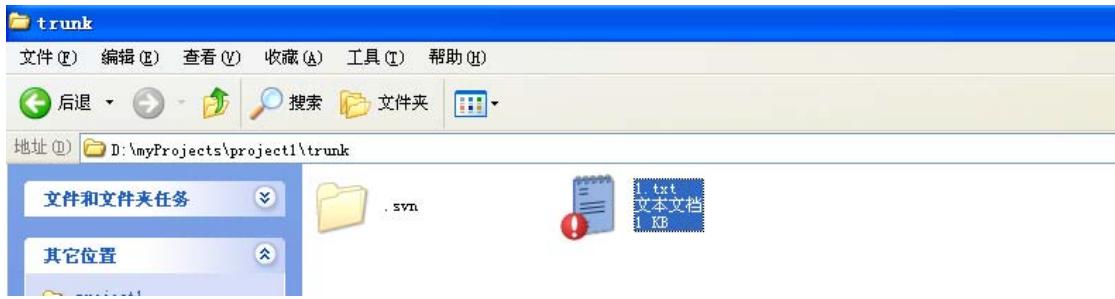 trunk
文件(F) 编辑(E) 查看(V) 收藏(A) 工具(T) 帮助(H)
后退 搜索 文件夹
地址(D) D:\myProjects\project1\trunk
文件和文件夹任务
.svn
1.txt
文本文档
1 KB
其它位置
project1